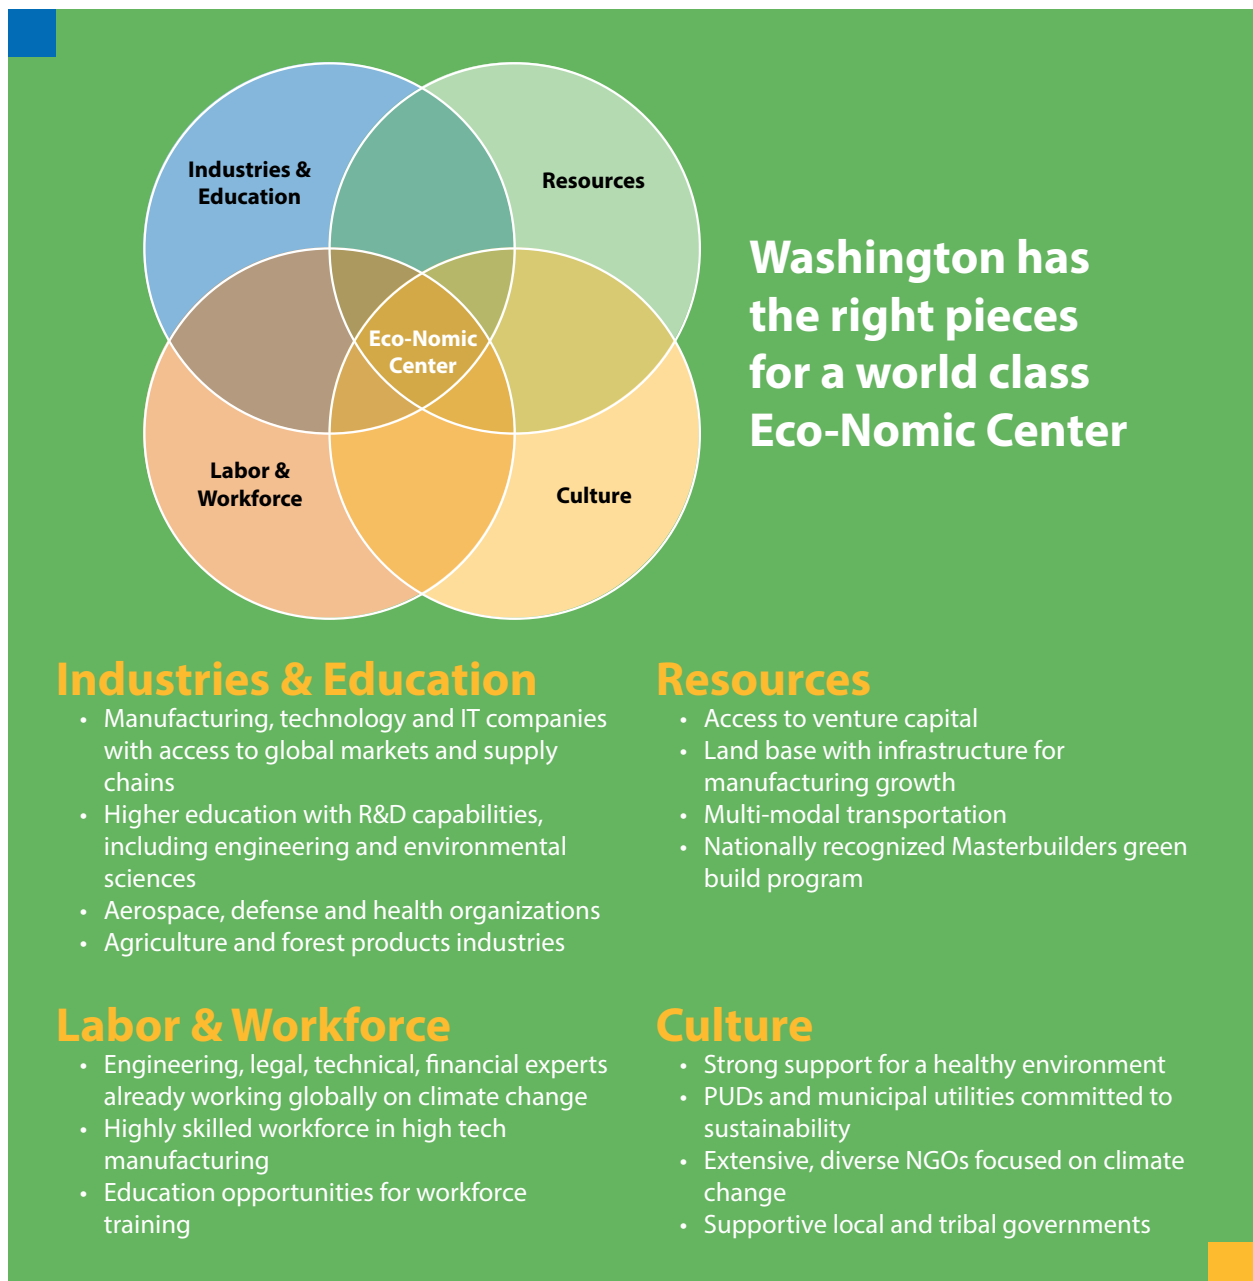 Industries &
Education
Resources
Eco-Nomic
Center
Labor &
Workforce
Culture
Washington has
the right pieces
for a world class
Eco-Nomic Center
Industries & Education
• Manufacturing, technology and IT companies
with access to global markets and supply
chains
• Higher education with R&D capabilities,
including engineering and environmental
sciences
• Aerospace, defense and health organizations
• Agriculture and forest products industries
Resources
• Access to venture capital
• Land base with infrastructure for
manufacturing growth
• Multi-modal transportation
• Nationally recognized Masterbuilders green
build program
Labor & Workforce
• Engineering, legal, technical, financial experts
already working globally on climate change
• Highly skilled workforce in high tech
manufacturing
• Education opportunities for workforce
training
Culture
• Strong support for a healthy environment
• PUDs and municipal utilities committed to
sustainability
• Extensive, diverse NGOs focused on climate
change
• Supportive local and tribal governments